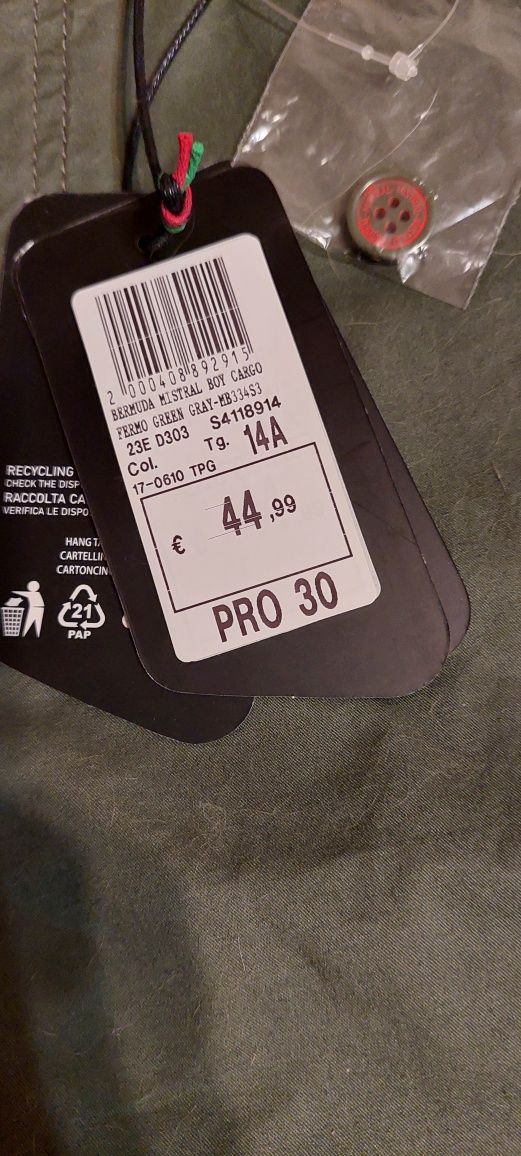 2 000408 892915
BERMUDA MISTRAL BOY CARGO
FERMO GREEN GRAY-MB334S3
23E D303 S4118914
Col. Tg. 14A
17-0610 TPG
€ 44,99
PRO 30
RECYCLING
CHECK THE DISP
RACCOLTA CA
VERIFICA LE DISPO
HANG TA
CARTELLI
CARTONCIN
21
PAP